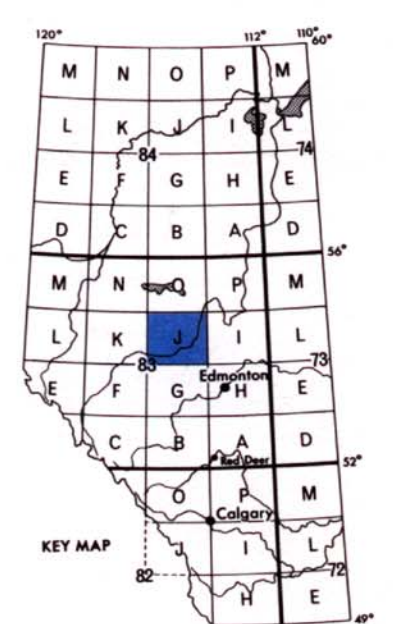 120° 112° 110°
60°
M N O P M
L K J I L
84 74
E F G H E
D C B A D
56°
M N O P M
L K J I L
83 73
Edmonton
E F G H E
C B A D
Red Deer
52°
O P M
Calgary
KEY MAP
J I L
82 72
H E
49°